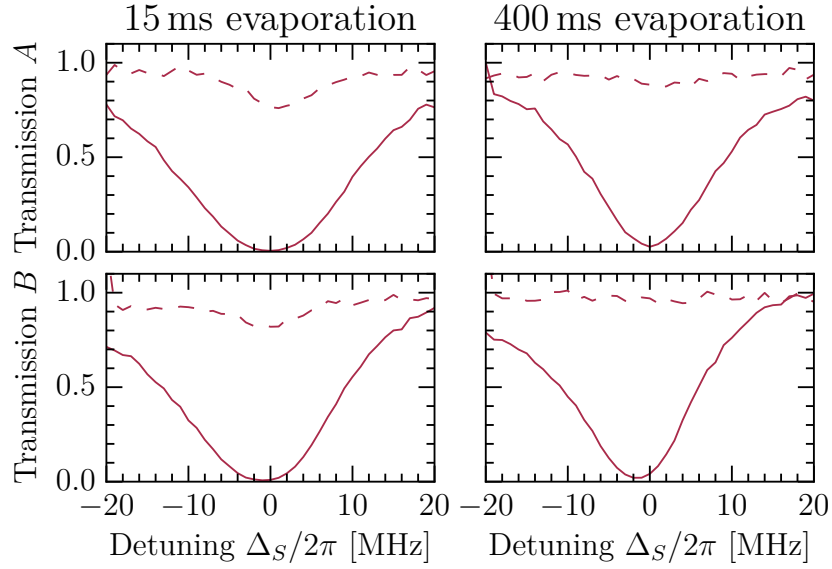 15 ms evaporation
400 ms evaporation
Transmission A
1.0
0.5
0.0
Transmission B
1.0
0.5
0.0
−20
−10
0
10
20
−20
−10
0
10
20
Detuning Δ_S/2π [MHz]
Detuning Δ_S/2π [MHz]